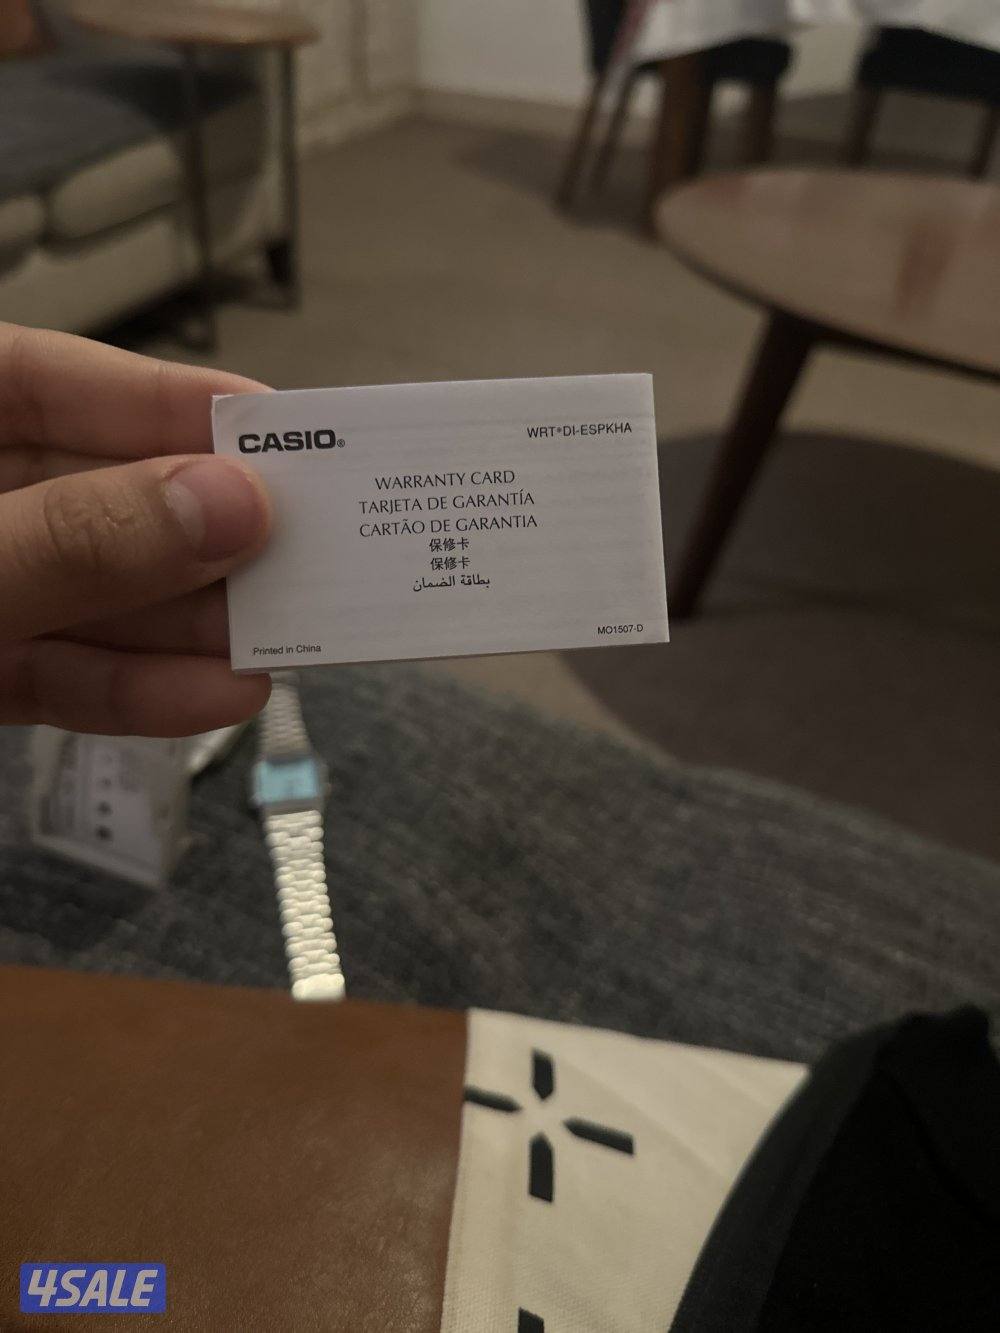 CASIO®
WRT*DI-ESPKHA
WARRANTY CARD
TARJETA DE GARANTÍA
CARTÃO DE GARANTIA
保修卡
保修卡
بطاقة الضمان
Printed in China
MO1507-D
4SALE